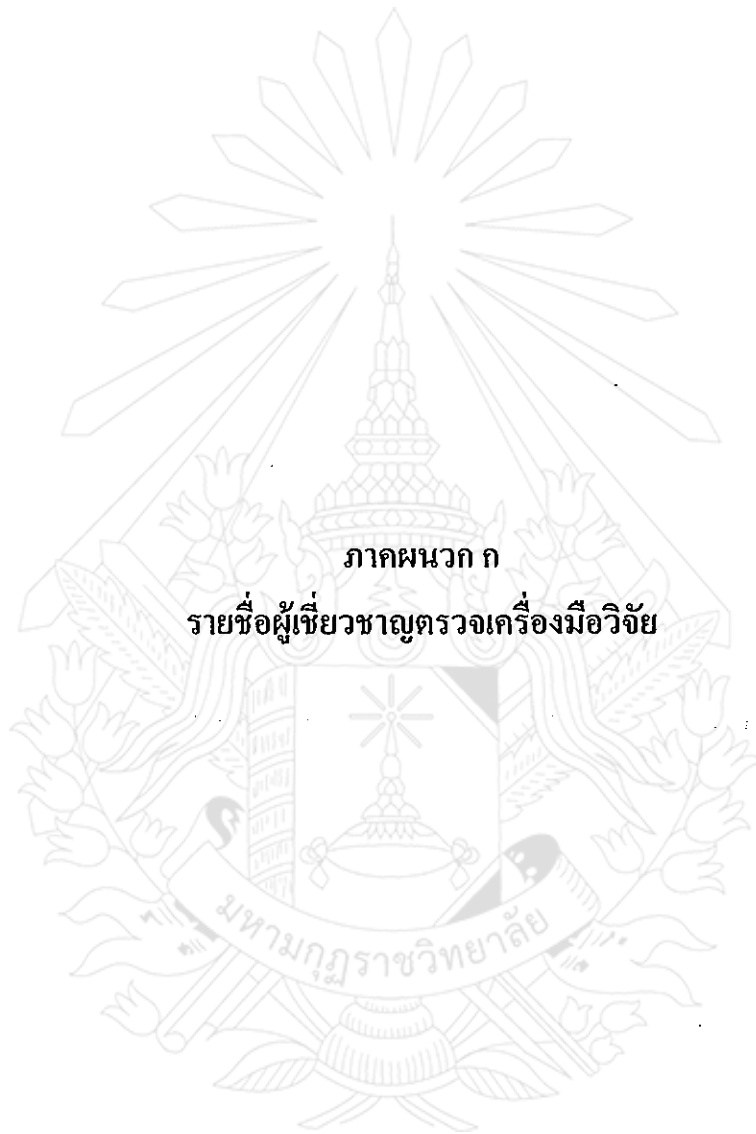 ภาคผนวก ก
รายชื่อผู้เชี่ยวชาญตรวจเครื่องมือวิจัย
มหามกุฏราชวิทยาลัย